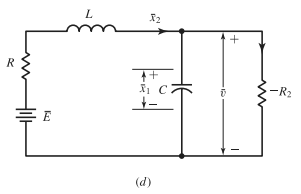 L
x̄₂
+
R
+
x̄₁ C
v̄
−R₂
−
Ē
−
(d)